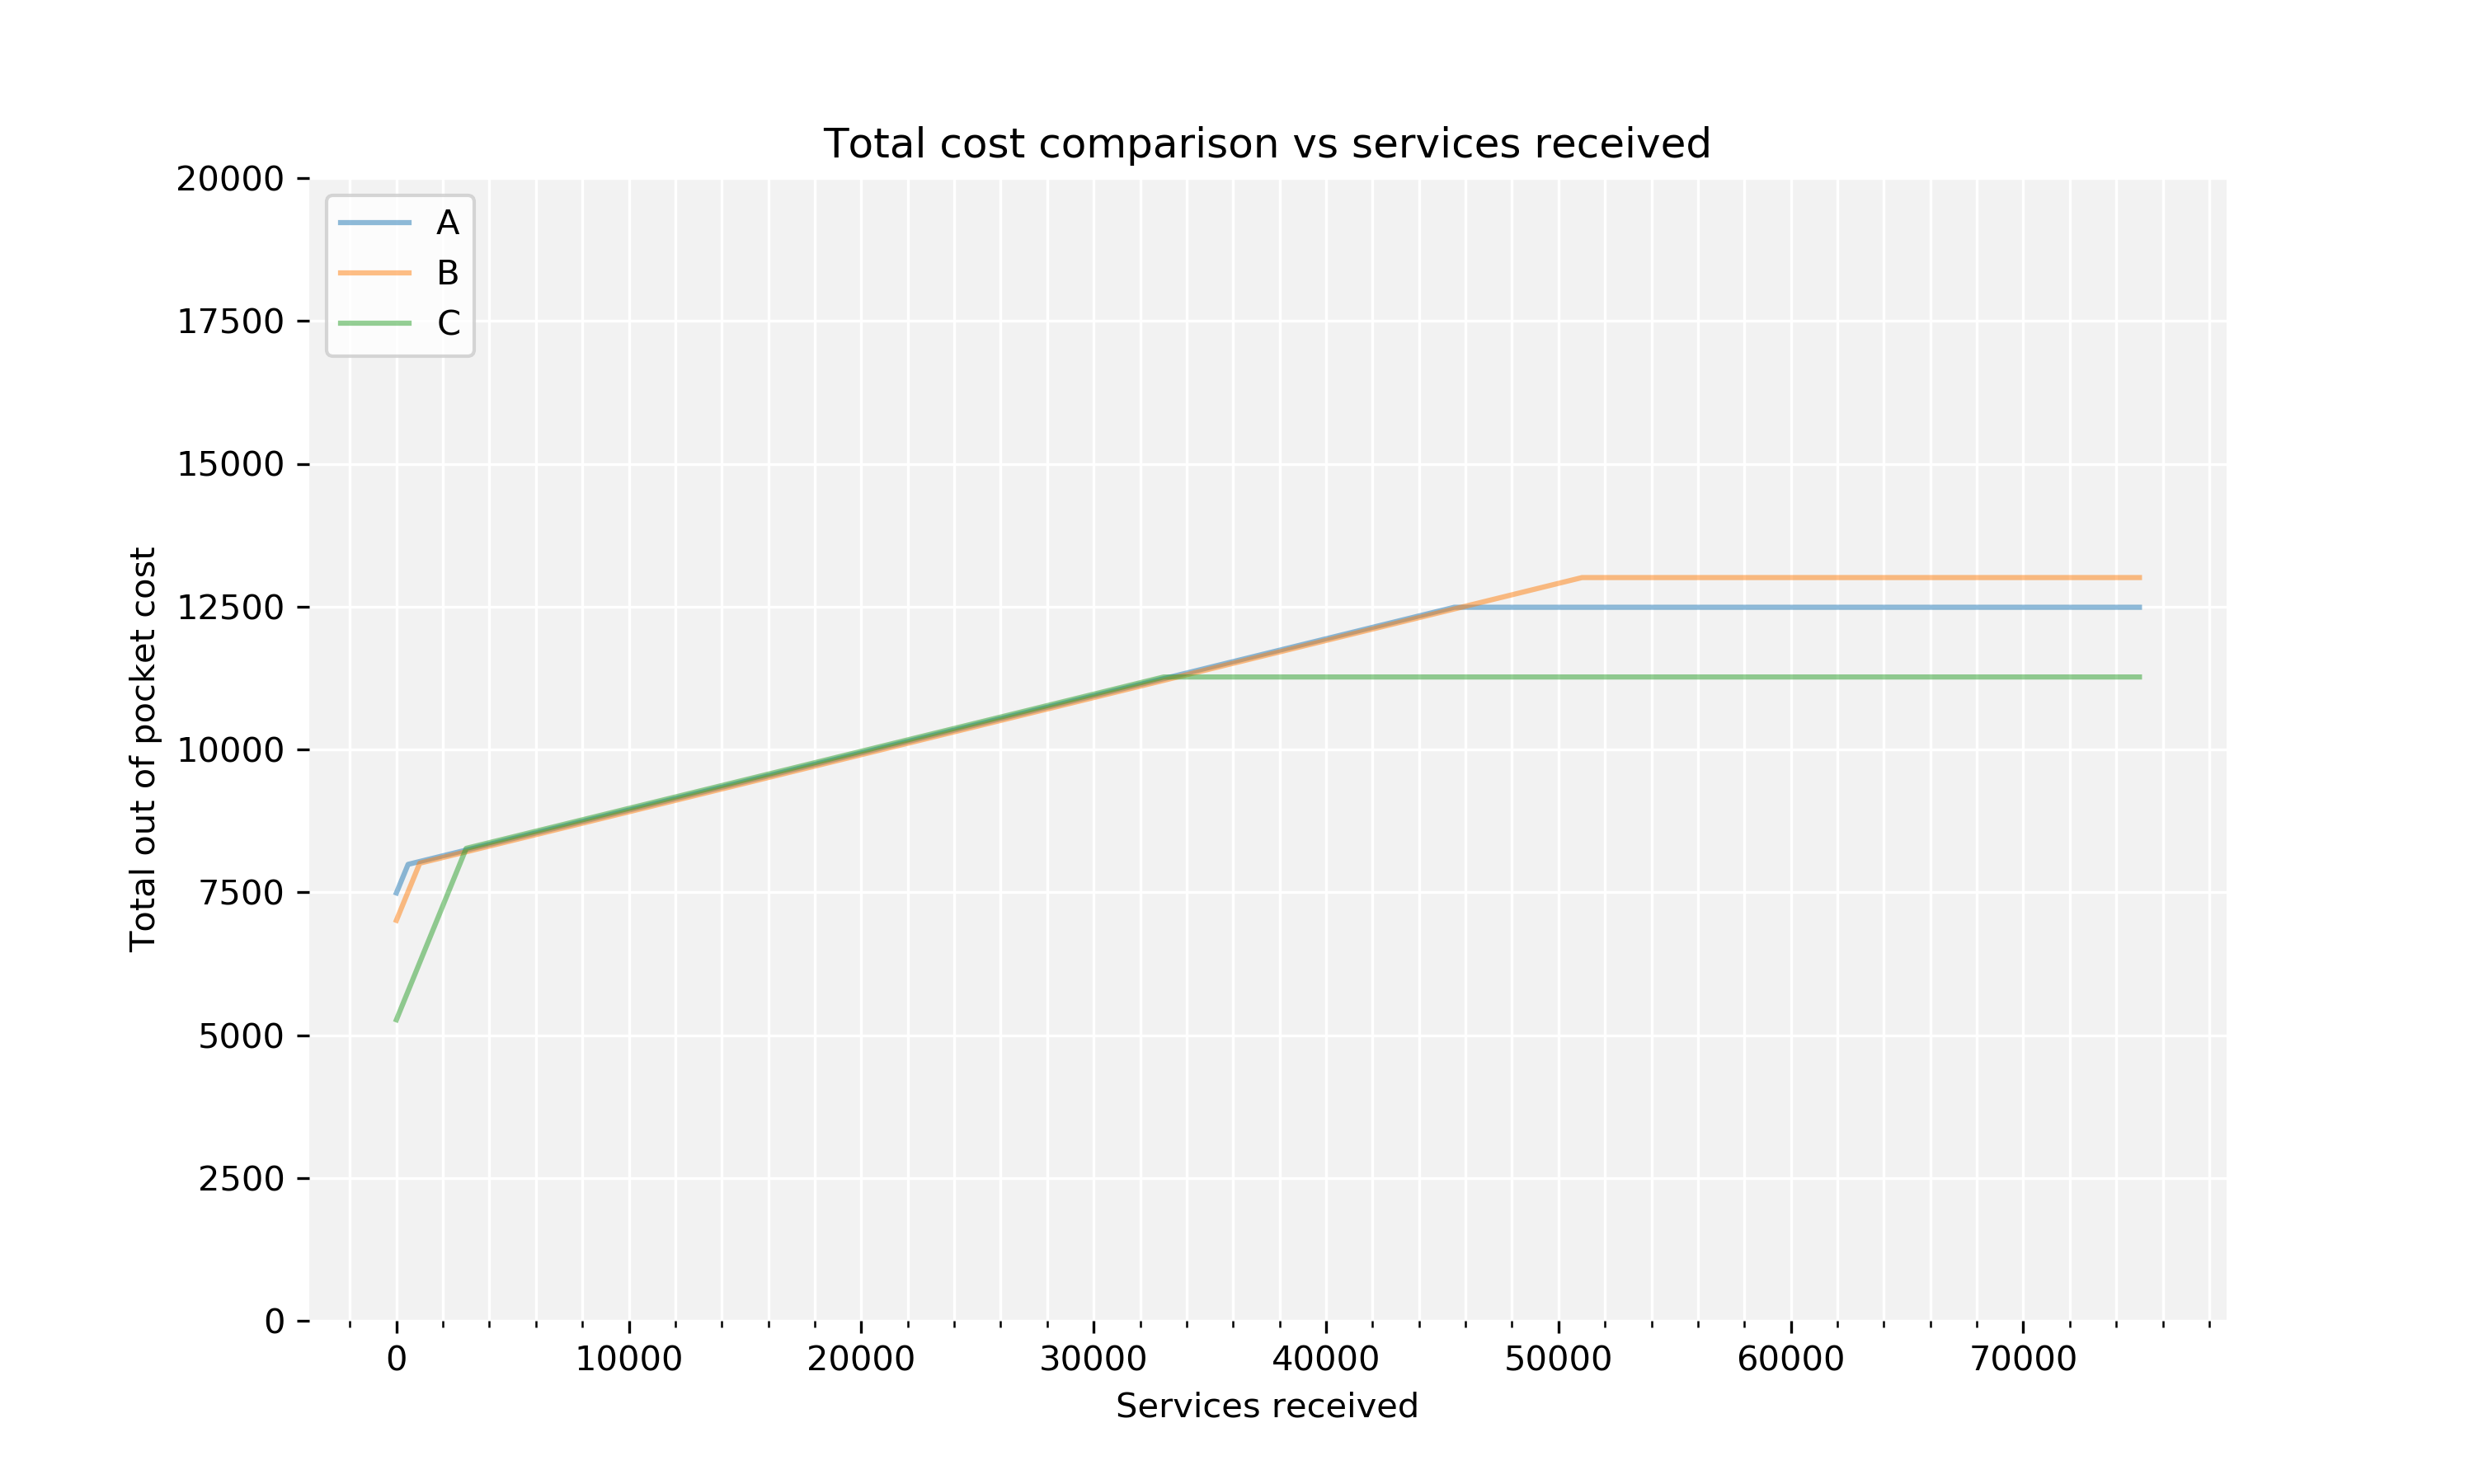 Total cost comparison vs services received
A
B
C
20000
17500
15000
12500
10000
7500
5000
2500
0
Total out of pocket cost
0 10000 20000 30000 40000 50000 60000 70000
Services received